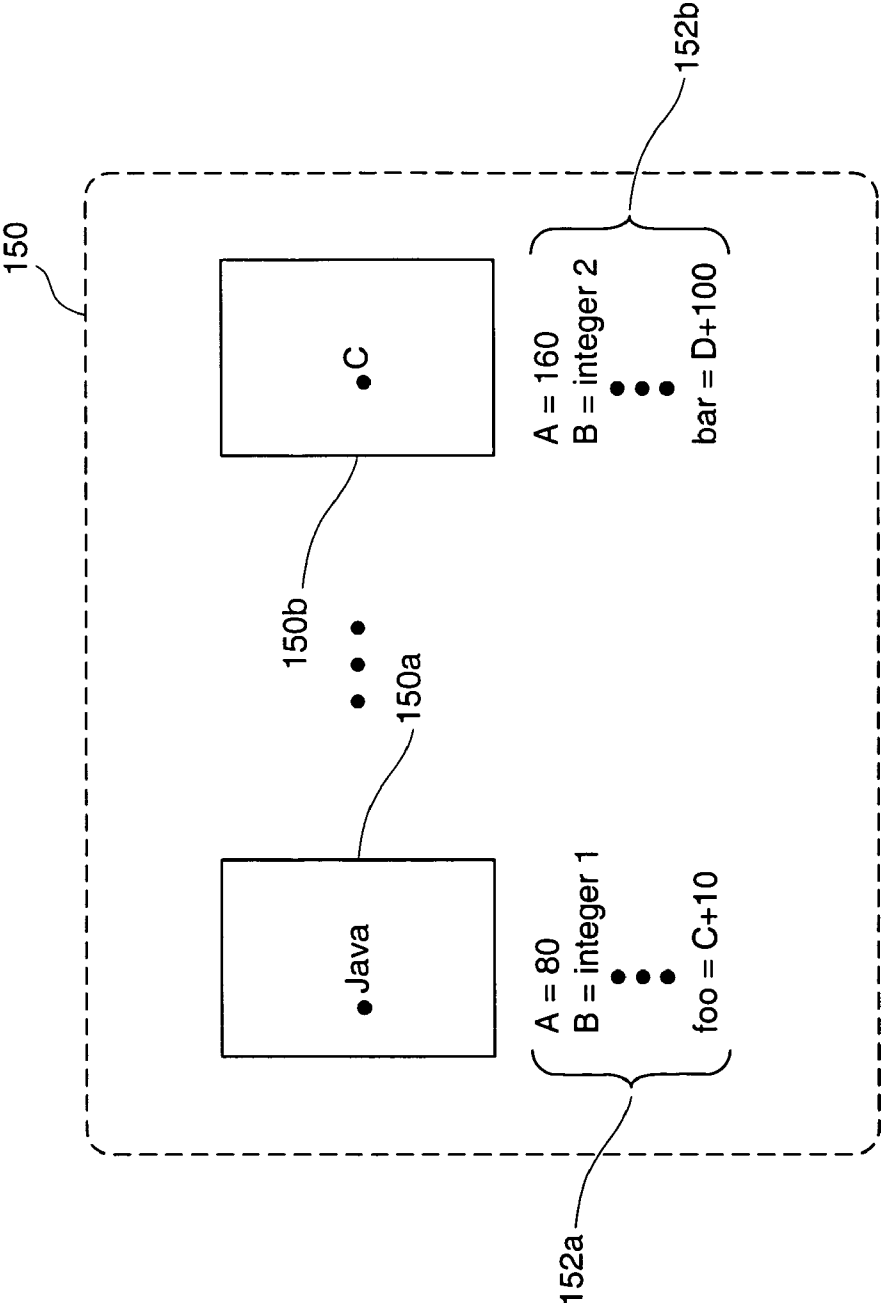 150
150a
•Java
150b
•C
152a
A = 80
B = integer 1
foo = C+10
152b
A = 160
B = integer 2
bar = D+100